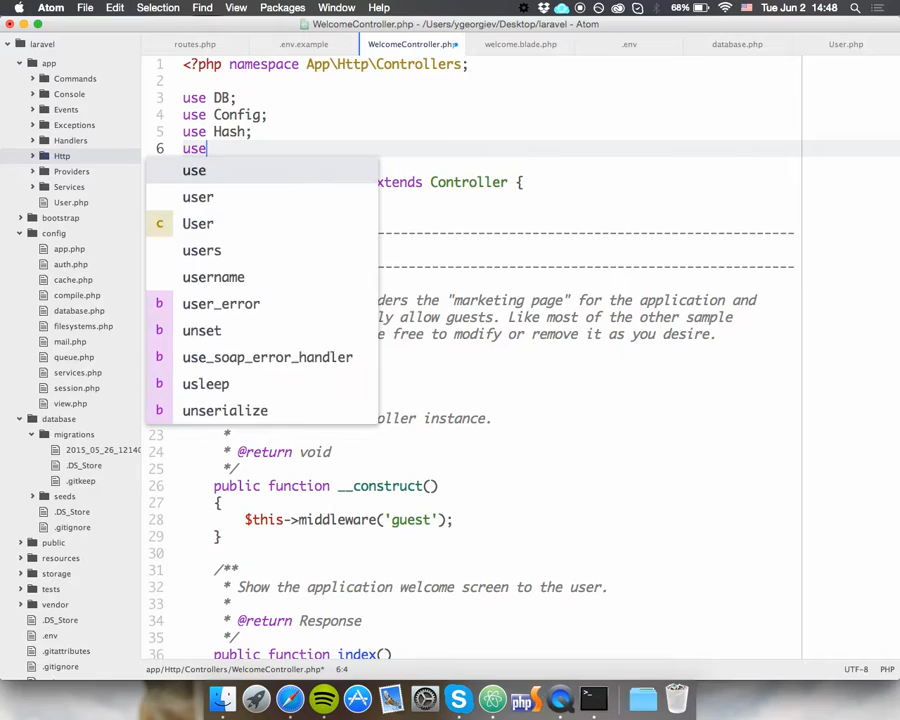 Atom File Edit Selection View Find Packages Window Help 68% Tue Jun 2 14:48
WelcomeController.php - /Users/ygeorgiev/Desktop/laravel - Atom
laravel
app
Commands
Console
Events
Exceptions
Handlers
Http
Providers
Services
User.php
bootstrap
config
app.php
auth.php
cache.php
compile.php
database.php
filesystems.php
mail.php
queue.php
services.php
session.php
view.php
database
migrations
2015_05_26_12140
.DS_Store
.gitkeep
seeds
.DS_Store
.gitignore
public
resources
storage
tests
vendor
.DS_Store
.env
.gitattributes
.gitignore
routes.php .env.example WelcomeController.php welcome.blade.php .env database.php User.php
1 <?php namespace App\Http\Controllers;
2
3 use DB;
4 use Config;
5 use Hash;
6 use
use
user
c User
users
username
b user_error
b unset
b use_soap_error_handler
b usleep
b unserialize
extends Controller {
ders the "marketing page" for the application and
ly allow guests. Like most of the other sample
e free to modify or remove it as you desire.
oller instance.
23 *
24 * @return void
25 */
26 public function __construct()
27 {
28 $this->middleware('guest');
29 }
30
31 /**
32 * Show the application welcome screen to the user.
33 *
34 * @return Response
35 */
36 public function index()
app/Http/Controllers/WelcomeController.php* 6:4 UTF-8 PHP
php